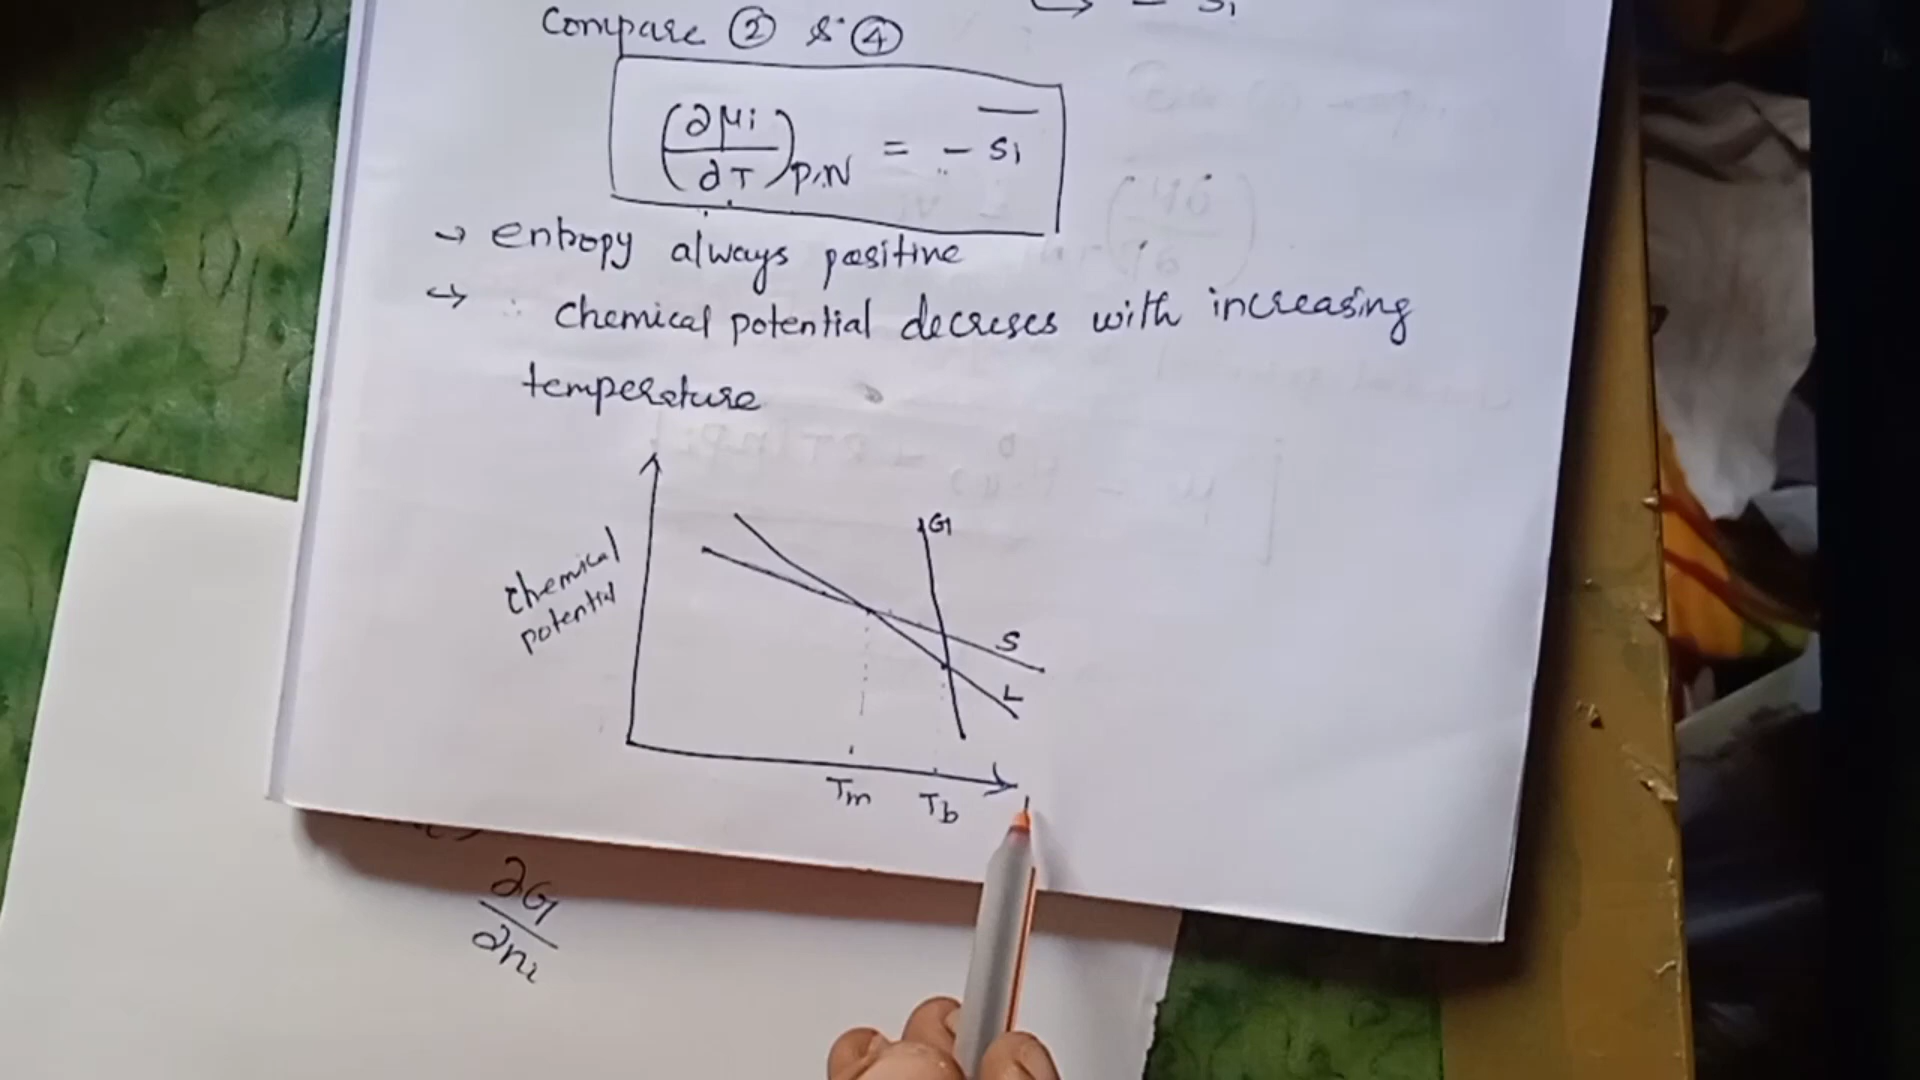 Compare ② & ④
(∂μi/∂T)P,N = - S̅i
→ entropy always positive
→ ∴ chemical potential decreses with increasing
temperature
G
chemical
potential
S
L
Tm Tb
∂G/∂ni